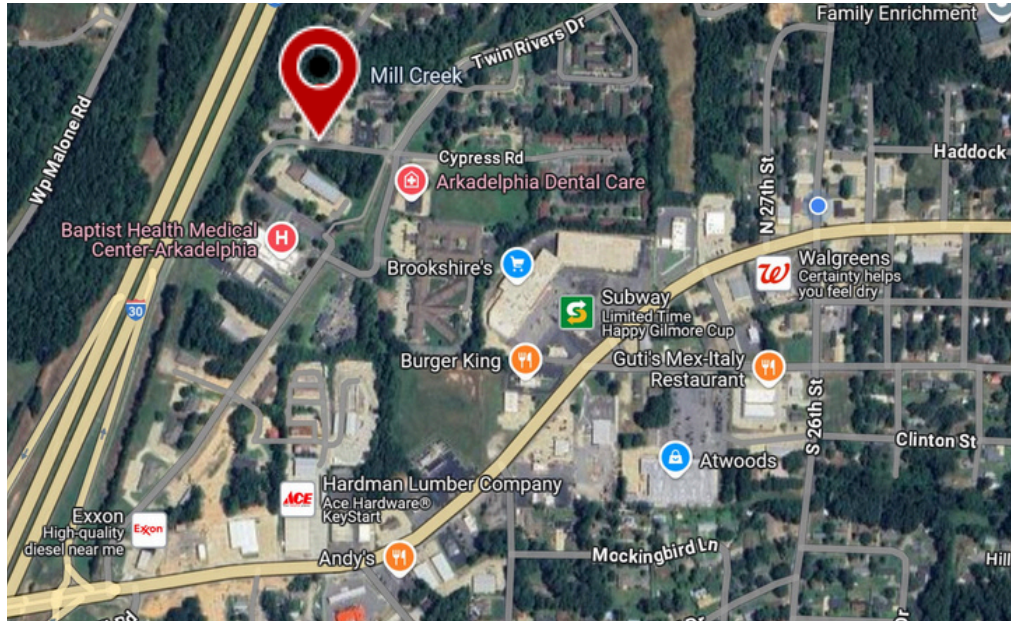 Family Enrichment
Twin Rivers Dr
Mill Creek
Wp Malone Rd
Cypress Rd
Haddock
Arkadelphia Dental Care
N 27th St
Baptist Health Medical
Center-Arkadelphia
H
Brookshire's
Walgreens
Certainty helps
you feel dry
W
30
Subway
Limited Time
Happy Gilmore Cup
S
Burger King
Guti's Mex-Italy
Restaurant
S 26th St
Clinton St
Atwoods
Hardman Lumber Company
Ace Hardware®
KeyStart
ACE
Exxon
High-quality
diesel near me
Exxon
Andy's
Mockingbird Ln
Hill
Rd
Dr